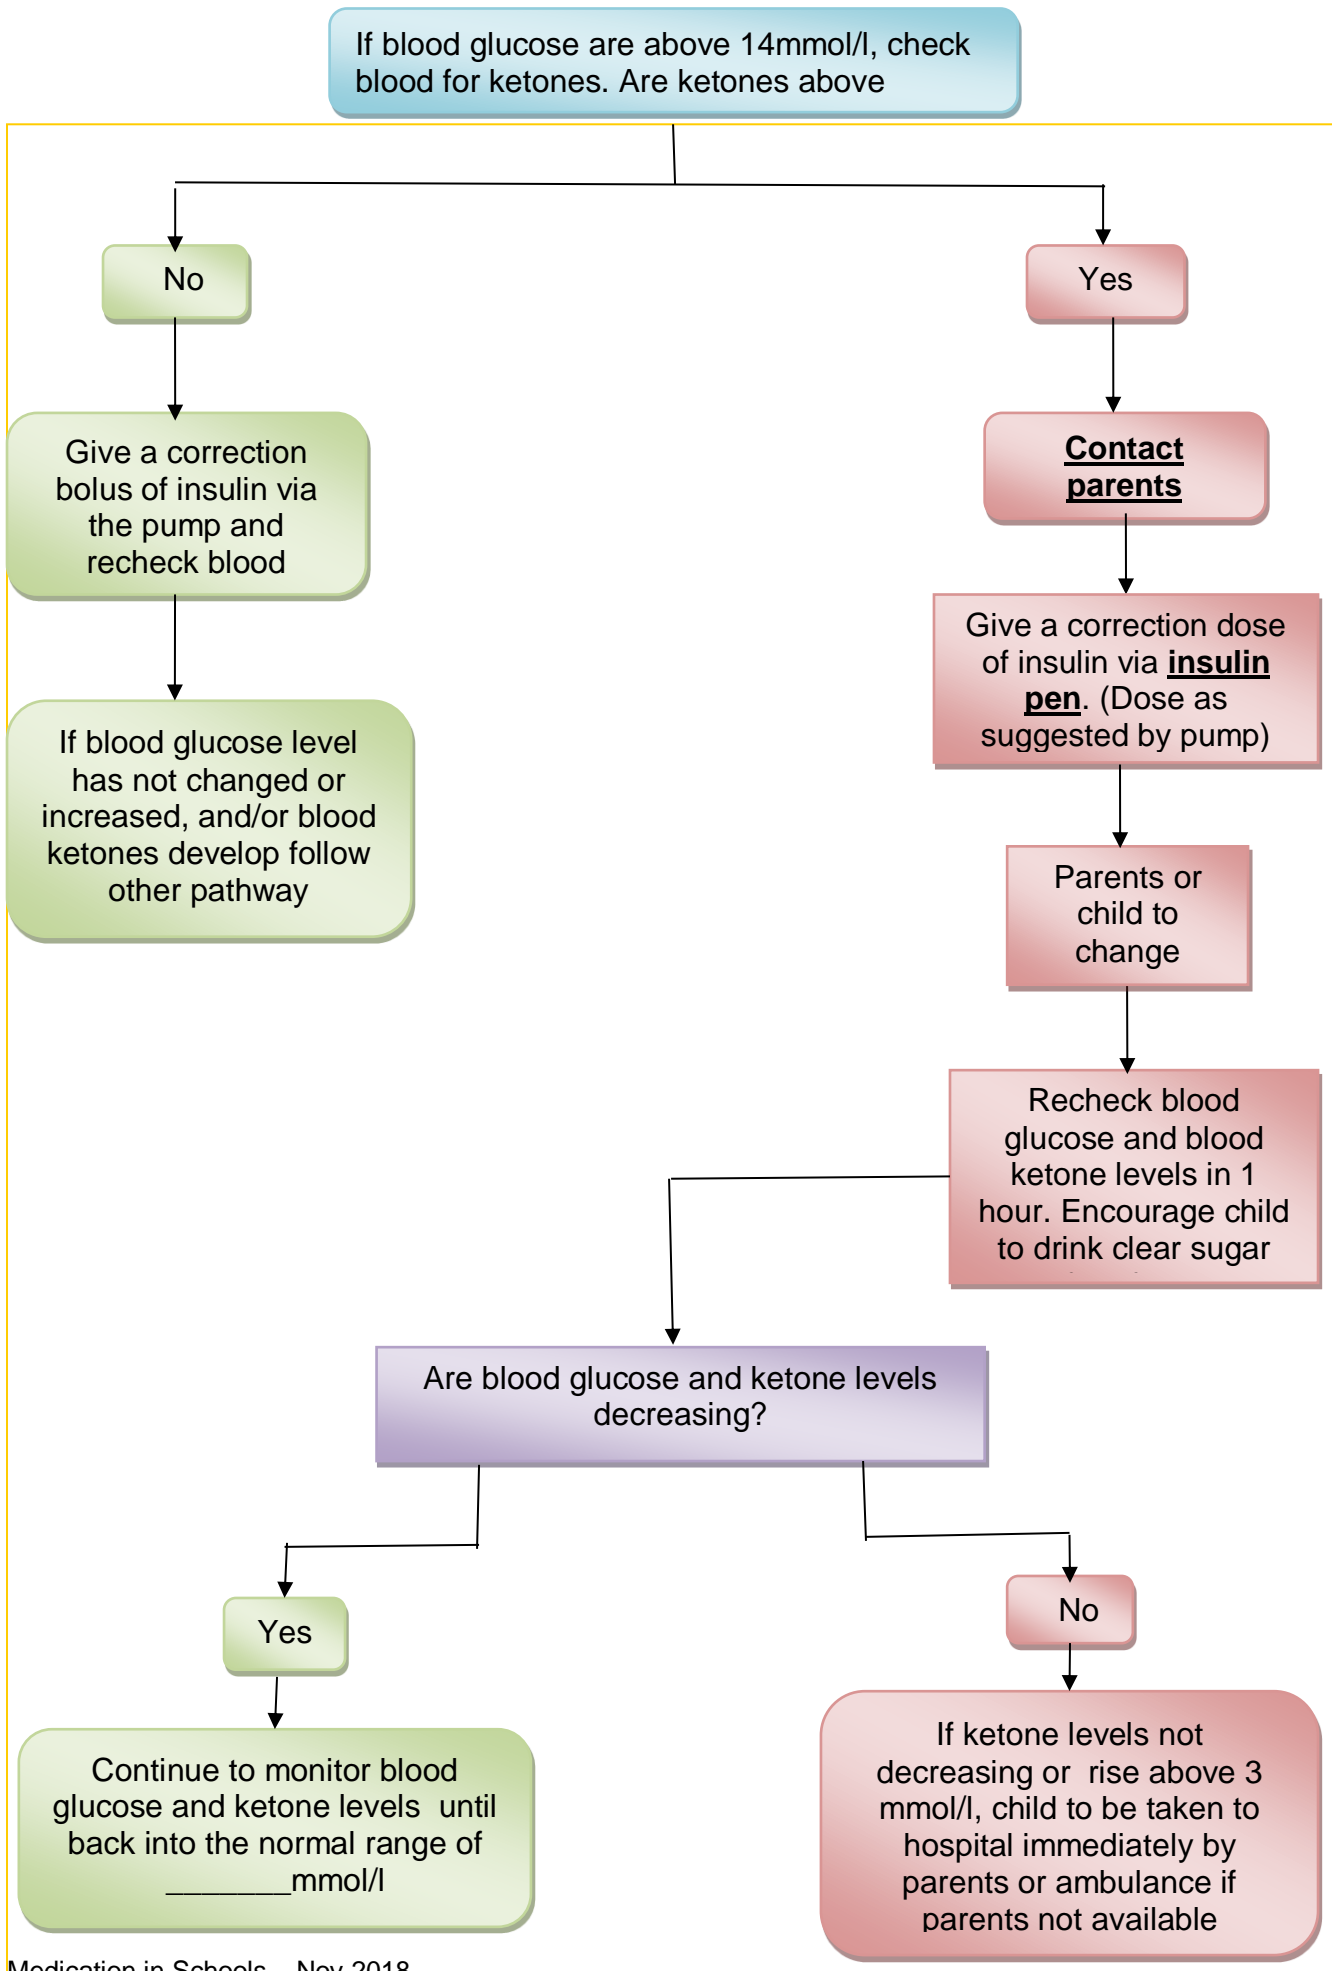 If blood glucose are above 14mmol/l, check
blood for ketones. Are ketones above
No
Yes
Give a correction
bolus of insulin via
the pump and
recheck blood
Contact
parents
If blood glucose level
has not changed or
increased, and/or blood
ketones develop follow
other pathway
Give a correction dose
of insulin via insulin
pen. (Dose as
suggested by pump)
Parents or
child to
change
Recheck blood
glucose and blood
ketone levels in 1
hour. Encourage child
to drink clear sugar
Are blood glucose and ketone levels
decreasing?
Yes
No
Continue to monitor blood
glucose and ketone levels  until
back into the normal range of
_______mmol/l
If ketone levels not
decreasing or  rise above 3
mmol/l, child to be taken to
hospital immediately by
parents or ambulance if
parents not available
Medication in Schools – Nov 2018